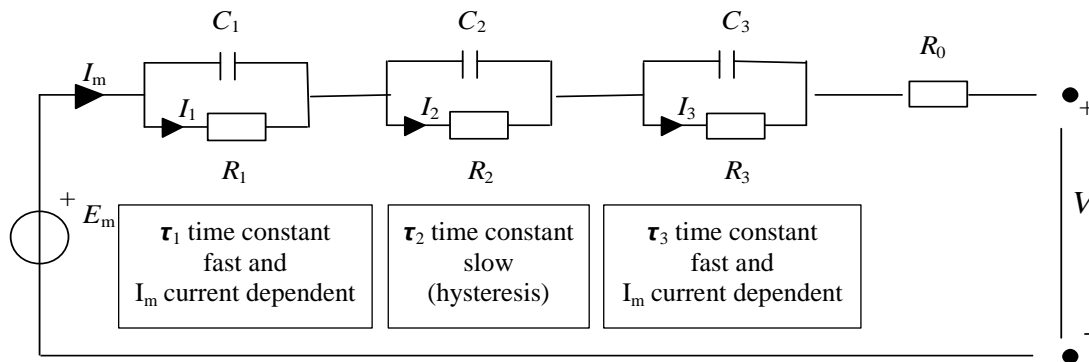 C₁
C₂
C₃
R₀
Iₘ
I₁
I₂
I₃
+
R₁
R₂
R₃
+
Eₘ
V
τ₁ time constant
fast and
Iₘ current dependent
τ₂ time constant
slow
(hysteresis)
τ₃ time constant
fast and
Iₘ current dependent
-